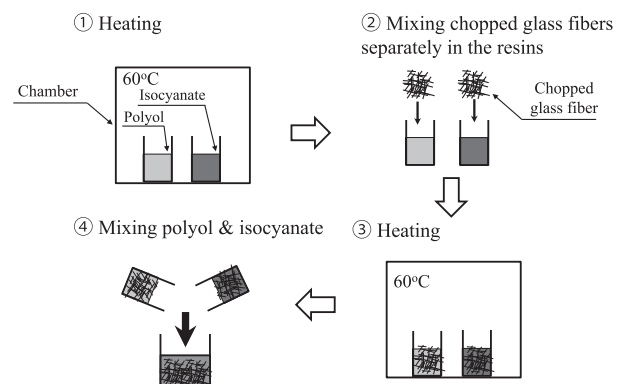 ① Heating
② Mixing chopped glass fibers
separately in the resins
60°C
Chamber
Isocyanate
Polyol
Chopped
glass fiber
④ Mixing polyol & isocyanate
③ Heating
60°C